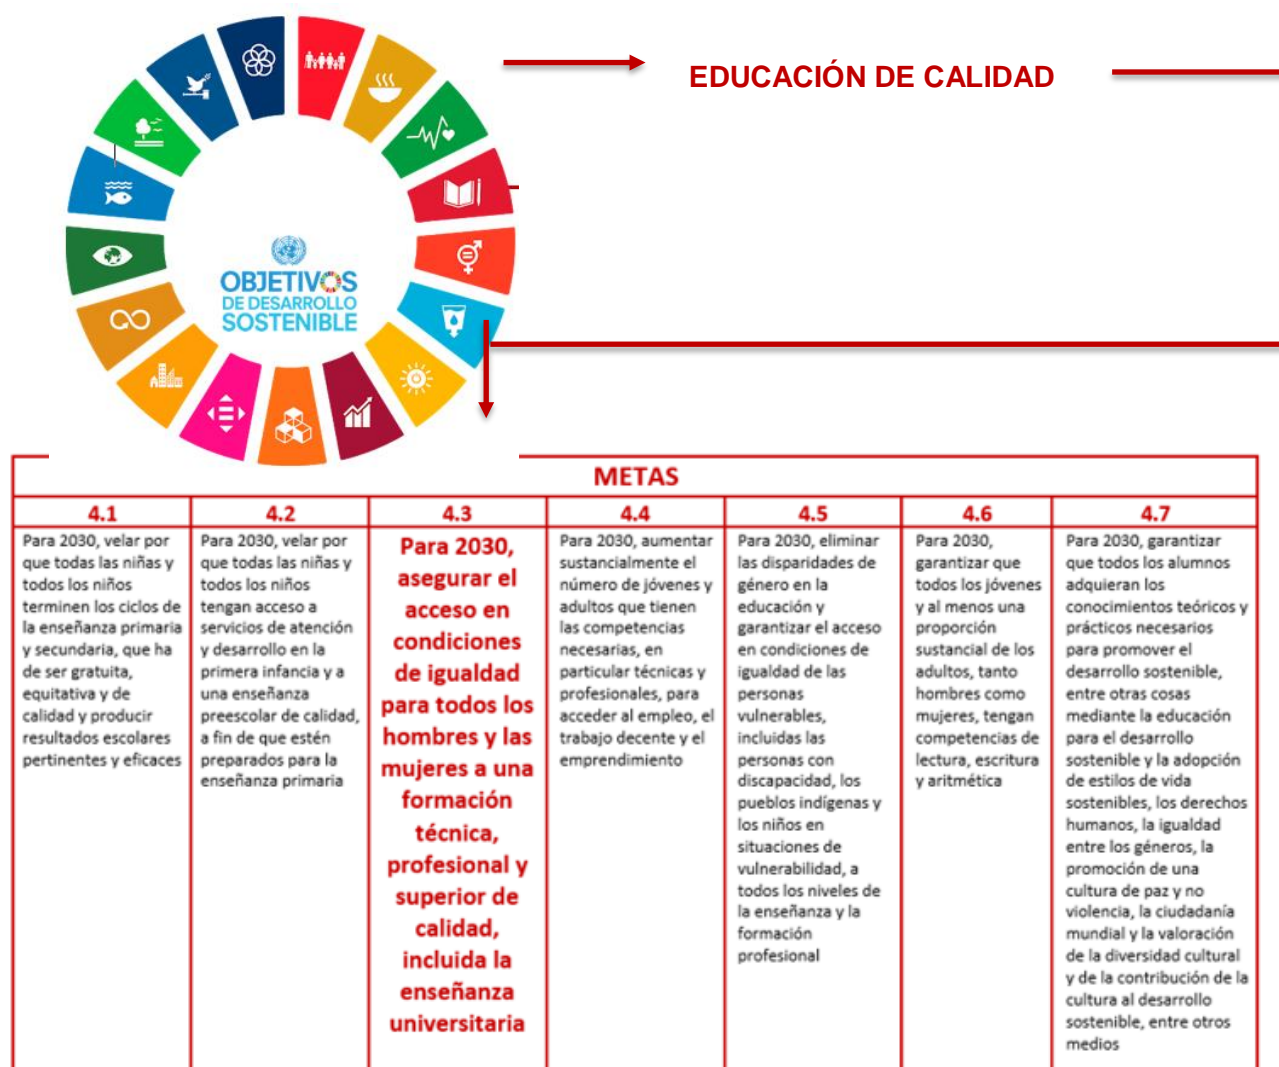 EDUCACIÓN DE CALIDAD
OBJETIVOS
DE DESARROLLO
SOSTENIBLE
METAS
4.1
Para 2030, velar por
que todas las niñas y
todos los niños
terminen los ciclos de
la enseñanza primaria
y secundaria, que ha
de ser gratuita,
equitativa y de
calidad y producir
resultados escolares
pertinentes y eficaces
4.2
Para 2030, velar por
que todas las niñas y
todos los niños
tengan acceso a
servicios de atención
y desarrollo en la
primera infancia y a
una enseñanza
preescolar de calidad,
a fin de que estén
preparados para la
enseñanza primaria
4.3
Para 2030,
asegurar el
acceso en
condiciones
de igualdad
para todos los
hombres y las
mujeres a una
formación
técnica,
profesional y
superior de
calidad,
incluida la
enseñanza
universitaria
4.4
Para 2030, aumentar
sustancialmente el
número de jóvenes y
adultos que tienen
las competencias
necesarias, en
particular técnicas y
profesionales, para
acceder al empleo, el
trabajo decente y el
emprendimiento
4.5
Para 2030, eliminar
las disparidades de
género en la
educación y
garantizar el acceso
en condiciones de
igualdad de las
personas
vulnerables,
incluidas las
personas con
discapacidad, los
pueblos indígenas y
los niños en
situaciones de
vulnerabilidad, a
todos los niveles de
la enseñanza y la
formación
profesional
4.6
Para 2030,
garantizar que
todos los jóvenes
y al menos una
proporción
sustancial de los
adultos, tanto
hombres como
mujeres, tengan
competencias de
lectura, escritura
y aritmética
4.7
Para 2030, garantizar
que todos los alumnos
adquieran los
conocimientos teóricos y
prácticos necesarios
para promover el
desarrollo sostenible,
entre otras cosas
mediante la educación
para el desarrollo
sostenible y la adopción
de estilos de vida
sostenibles, los derechos
humanos, la igualdad
entre los géneros, la
promoción de una
cultura de paz y no
violencia, la ciudadanía
mundial y la valoración
de la diversidad cultural
y de la contribución de la
cultura al desarrollo
sostenible, entre otros
medios